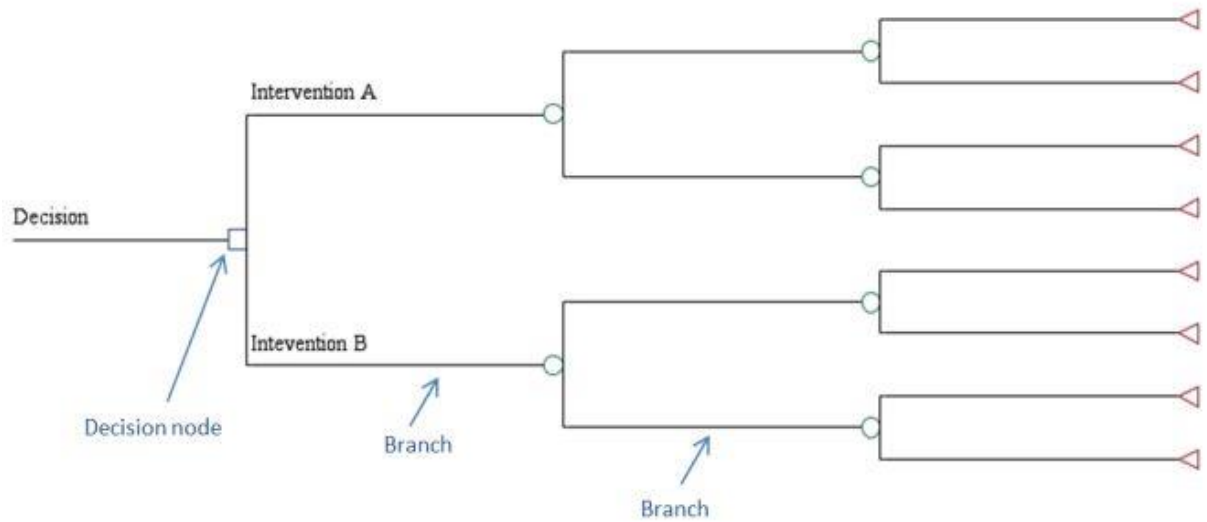 Intervention A
Decision
Intevention B
Decision node
Branch
Branch